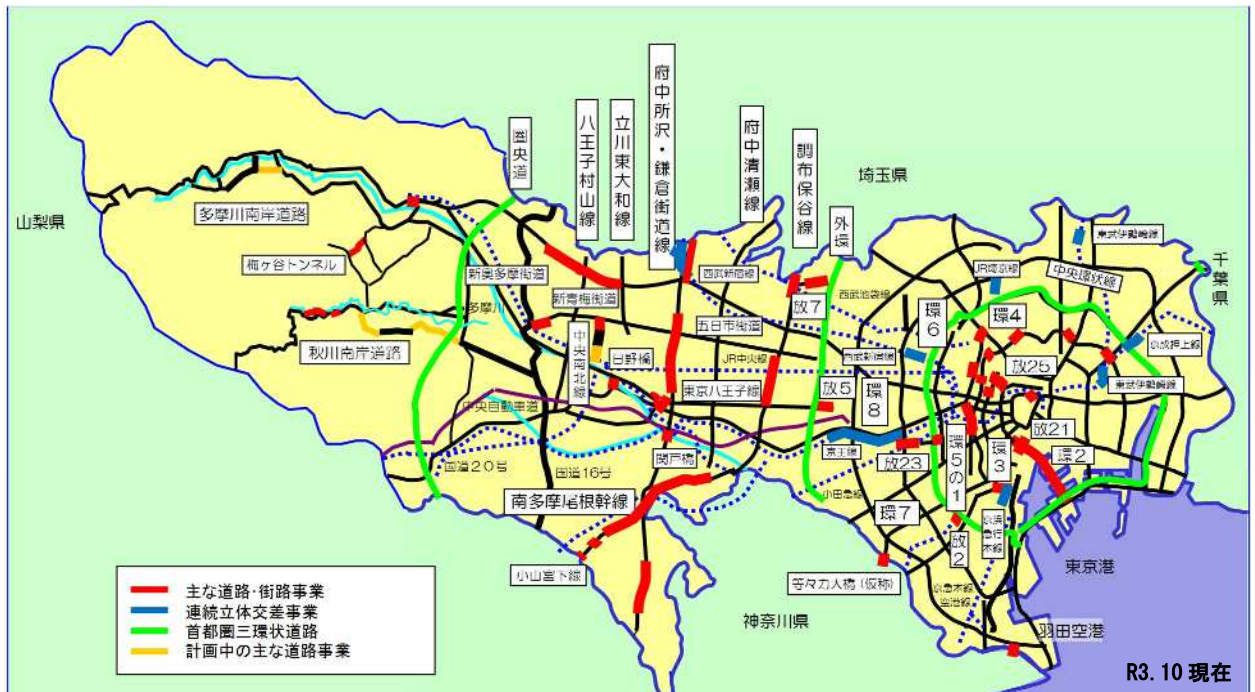 圏央道
八王子村山線
立川東大和線
府中所沢・鎌倉街道線
府中清瀬線
調布保谷線
外環
埼玉県
山梨県
千葉県
神奈川県
東京港
羽田空港
多摩川南岸道路
梅ヶ谷トンネル
秋川南岸道路
新奥多摩街道
多摩川
新青梅街道
中央南北線
日野橋
五日市街道
西武新宿線
JR中央線
東京八王子線
中央自動車道
国道20号
国道16号
関戸橋
南多摩尾根幹線
小山宮下線
放7
西武池袋線
西武新宿線
放5
環8
京王線
放23
小田急線
環7
等々力大橋(仮称)
環6
環5の1
環3
放2
京浜急行本線
京急本線
空港線
JR埼京線
中央環状線
東武伊勢崎線
環4
放25
京成押上線
東武伊勢崎線
放21
環2
主な道路・街路事業
連続立体交差事業
首都圏三環状道路
計画中の主な道路事業
R3.10 現在